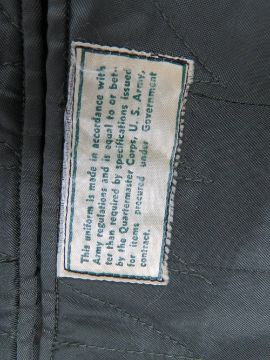 This uniform is made in accordance with
Army regulations and is equal to or bet-
ter than required by specifications issued
by the Quartermaster Corps, U. S. Army,
for items procured under Government
contract.